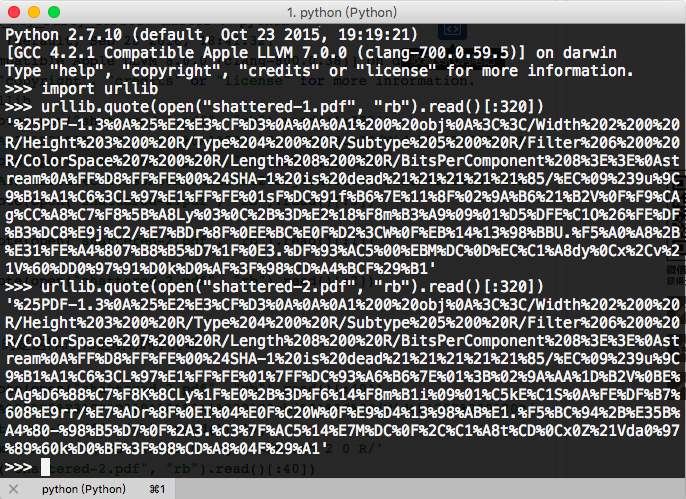 1. python (Python)
Python 2.7.10 (default, Oct 23 2015, 19:19:21)
[GCC 4.2.1 Compatible Apple LLVM 7.0.0 (clang-700.0.59.5)] on darwin
Type "help", "copyright", "credits" or "license" for more information.
>>> import urllib
>>> urllib.quote(open("shattered-1.pdf", "rb").read()[:320])
'%25PDF-1.3%0A%25%E2%E3%CF%D3%0A%0A%0A1%200%20obj%0A%3C%3C/Width%202%200%20
R/Height%203%200%20R/Type%204%200%20R/Subtype%205%200%20R/Filter%206%200%20
R/ColorSpace%207%200%20R/Length%208%200%20R/BitsPerComponent%208%3E%3E%0Ast
ream%0A%FF%D8%FF%FE%00%24SHA-1%20is%20dead%21%21%21%21%21%85/%EC%09%239u%9C
9%B1%A1%C6%3CL%97%E1%FF%FE%01sF%DC%91f%B6%7E%11%8F%02%9A%B6%21%B2V%0F%F9%CA
g%CC%A8%C7%F8%5B%A8Ly%03%0C%2B%3D%E2%18%F8m%B3%A9%09%01%D5%DFE%C1O%26%FE%DF
%B3%DC8%E9j%C2/%E7%BDr%8F%0EE%BC%E0F%D2%3CW%0F%EB%14%13%98%BBU.%F5%A0%A8%2B
%E31%FE%A4%807%B8%B5%D7%1F%0E3.%DF%93%AC5%00%EBM%DC%0D%EC%C1%A8dy%0Cx%2Cv%2
1V%60%DD0%97%91%D0k%D0%AF%3F%98%CD%A4%BCF%29%B1'
>>> urllib.quote(open("shattered-2.pdf", "rb").read()[:320])
'%25PDF-1.3%0A%25%E2%E3%CF%D3%0A%0A%0A1%200%20obj%0A%3C%3C/Width%202%200%20
R/Height%203%200%20R/Type%204%200%20R/Subtype%205%200%20R/Filter%206%200%20
R/ColorSpace%207%200%20R/Length%208%200%20R/BitsPerComponent%208%3E%3E%0Ast
ream%0A%FF%D8%FF%FE%00%24SHA-1%20is%20dead%21%21%21%21%21%85/%EC%09%239u%9C
9%B1%A1%C6%3CL%97%E1%FF%FE%01%7FF%DC%93%A6%B6%7E%01%3B%02%9A%AA%1D%B2V%0BE%
CAg%D6%88%C7%F8K%8CLy%1F%E0%2B%3D%F6%14%F8m%B1i%09%01%C5kE%C1S%0A%FE%DF%B7%
608%E9rr/%E7%ADr%8F%0EI%04%E0F%C20W%0F%E9%D4%13%98%AB%E1.%F5%BC%94%2B%E35B%
A4%80-%98%B5%D7%0F%2A3.%C3%7F%AC5%14%E7M%DC%0F%2C%C1%A8t%CD%0Cx0Z%21Vda0%97
%89%60k%D0%BF%3F%98%CD%A8%04F%29%A1'
>>>
python (Python)
⌘1